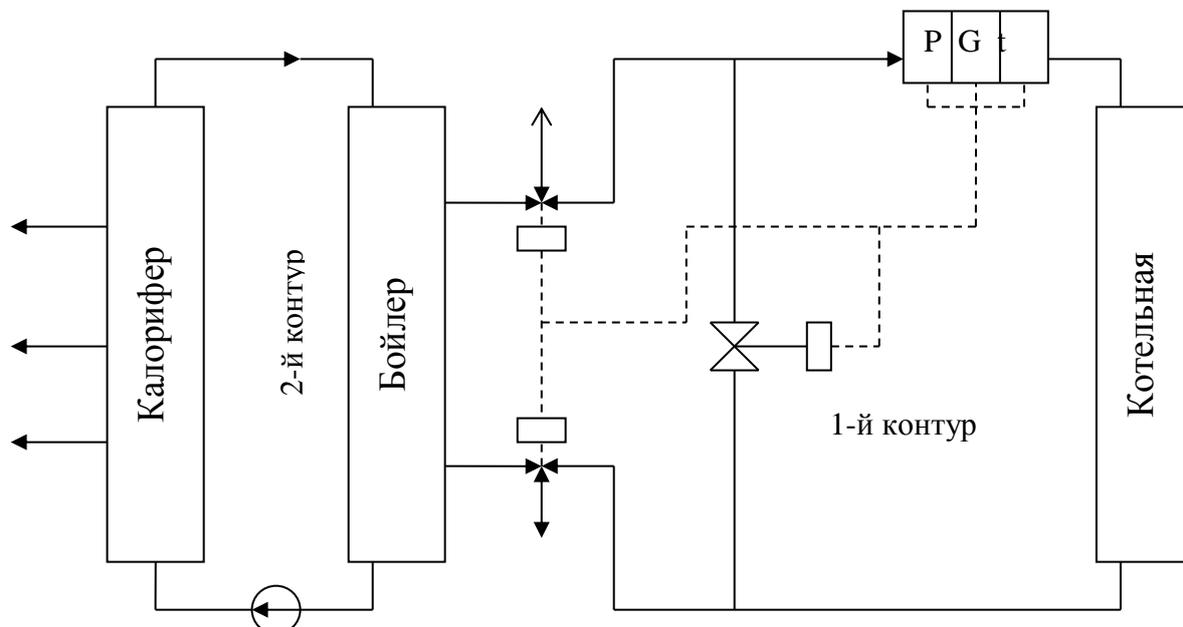 P G t
Калорифер
2-й контур
Бойлер
1-й контур
Котельная